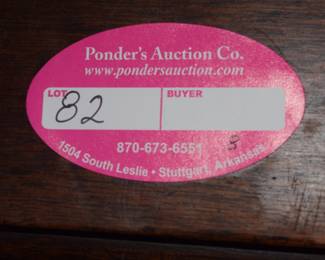 Ponder's Auction Co.
www.pondersauction.com
LOT BUYER
82
870-673-6551
1504 South Leslie • Stuttgart, Arkansas